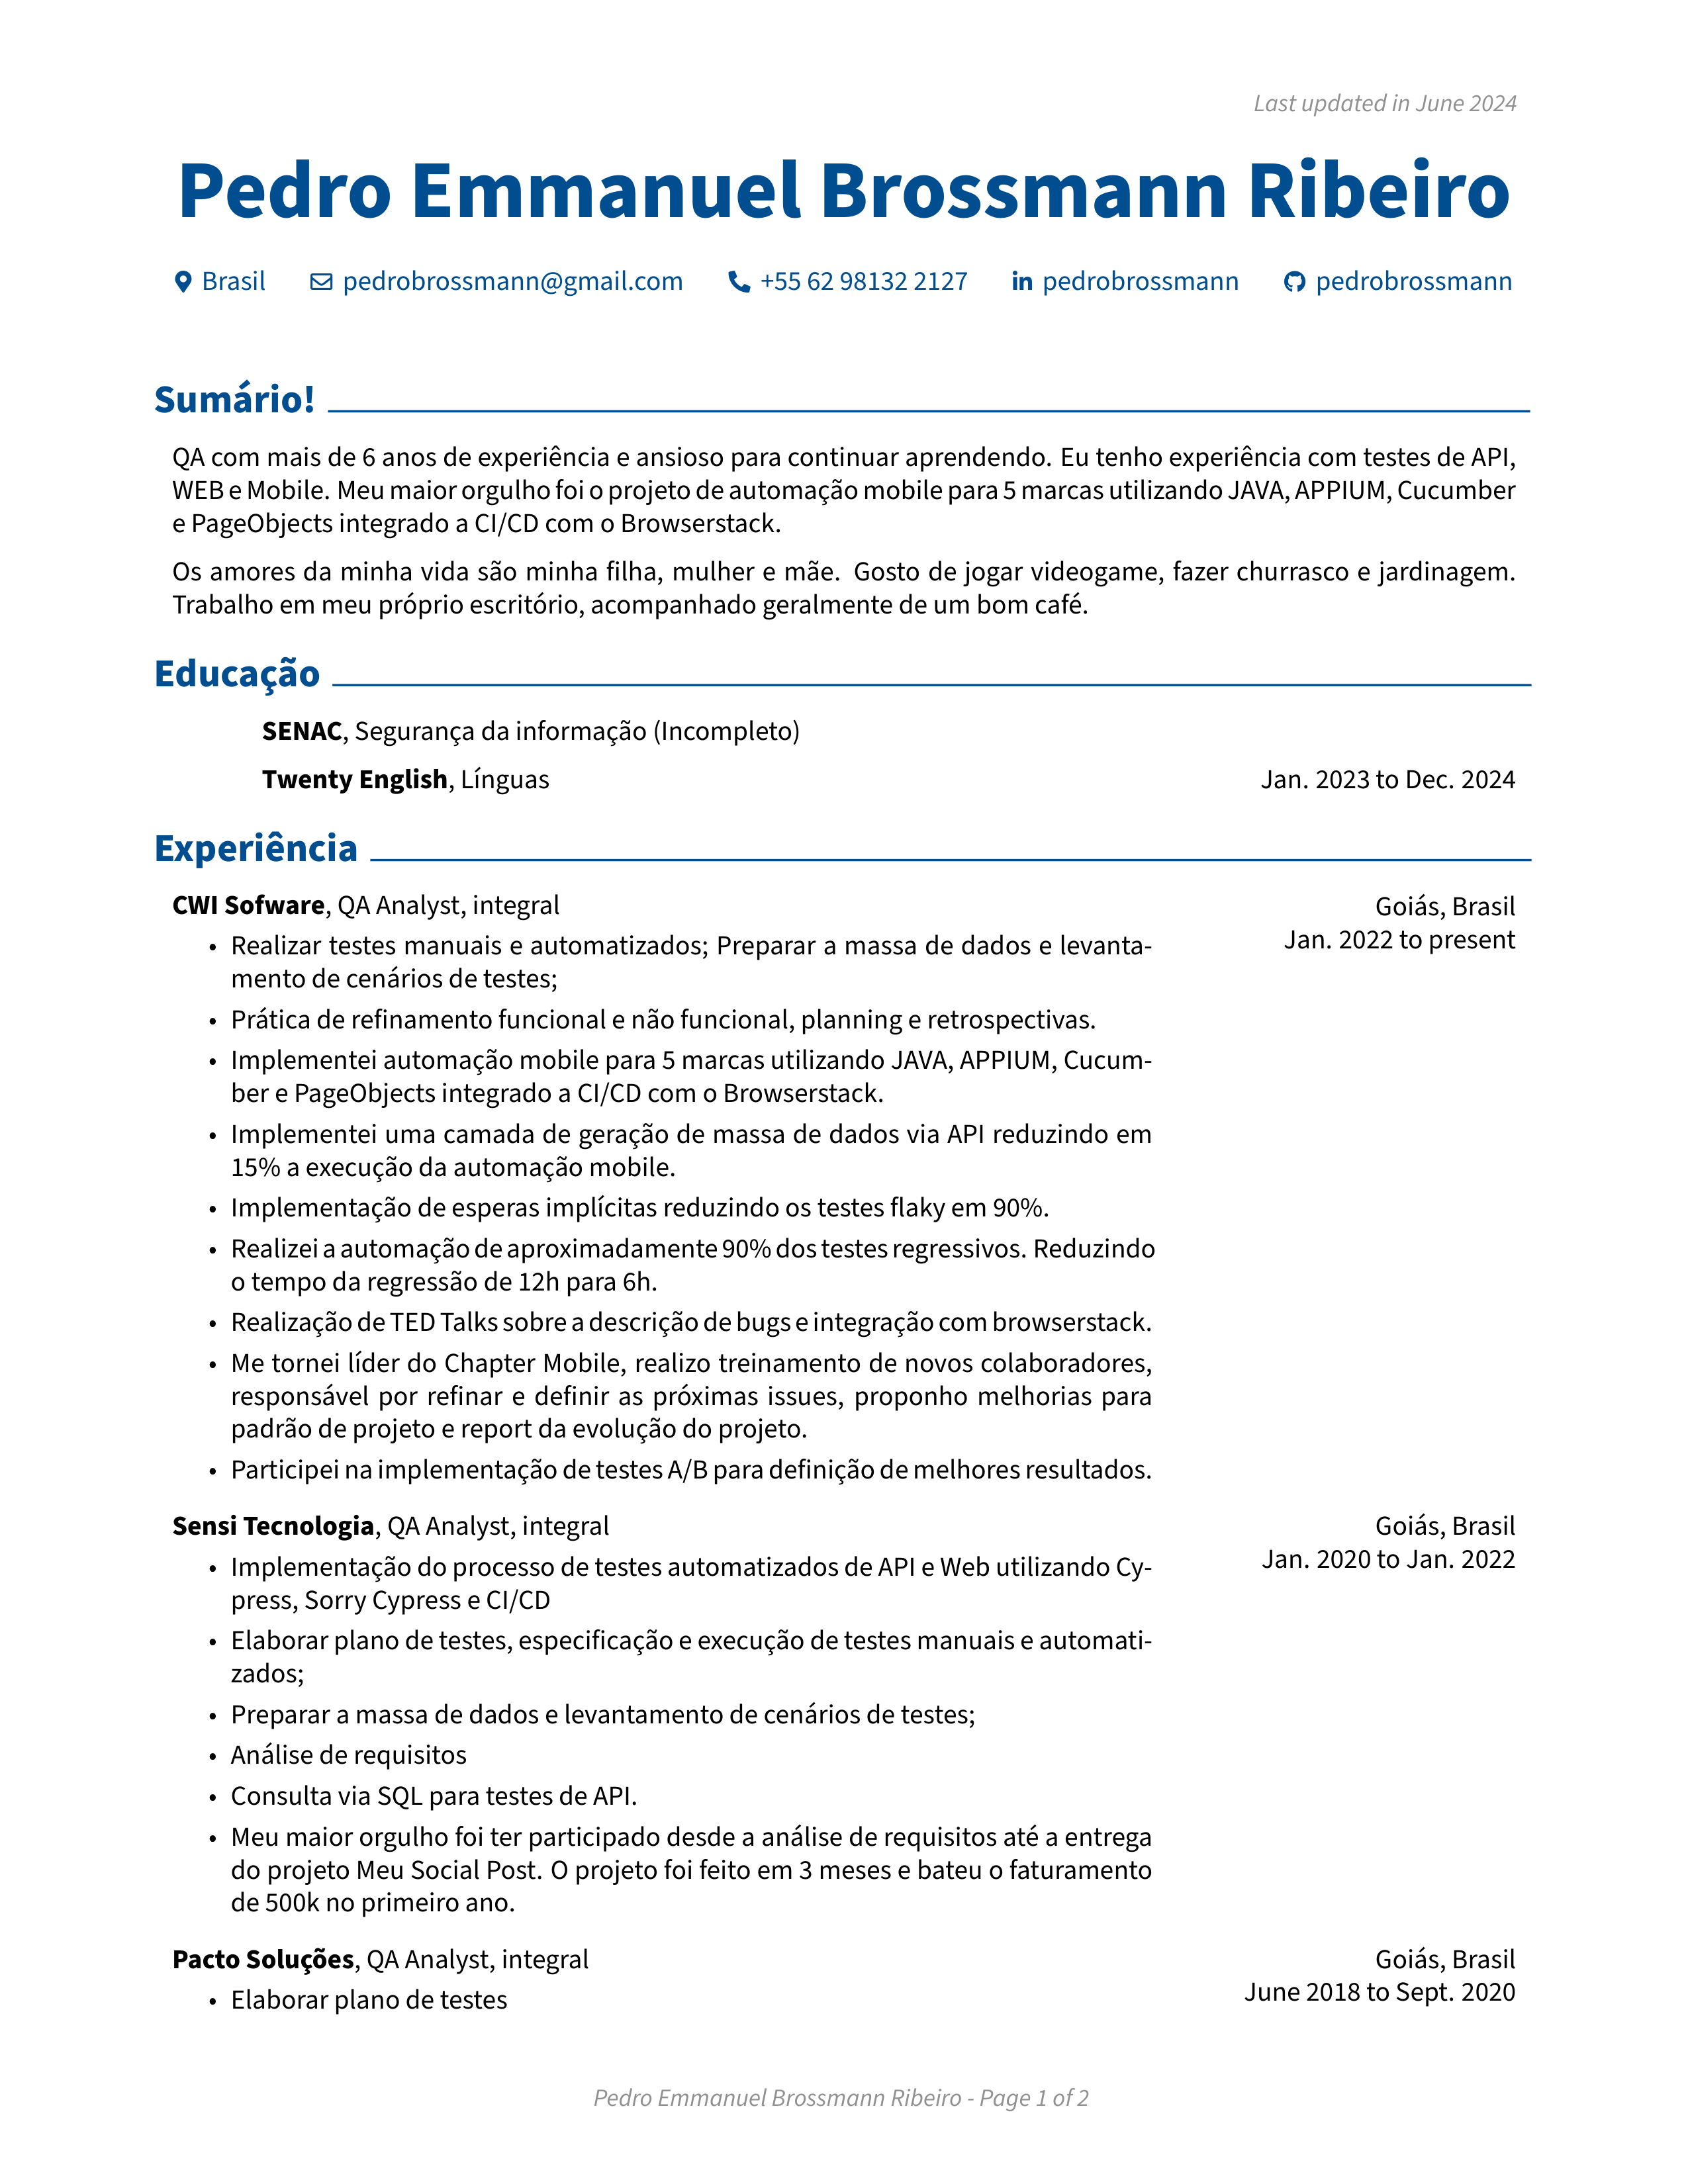 Last updated in June 2024
Pedro Emmanuel Brossmann Ribeiro
Brasil pedrobrossmann@gmail.com +55 62 98132 2127 pedrobrossmann pedrobrossmann
Sumário!
QA com mais de 6 anos de experiência e ansioso para continuar aprendendo. Eu tenho experiência com testes de API,
WEB e Mobile. Meu maior orgulho foi o projeto de automação mobile para 5 marcas utilizando JAVA, APPIUM, Cucumber
e PageObjects integrado a CI/CD com o Browserstack.
Os amores da minha vida são minha filha, mulher e mãe. Gosto de jogar videogame, fazer churrasco e jardinagem.
Trabalho em meu próprio escritório, acompanhado geralmente de um bom café.
Educação
SENAC, Segurança da informação (Incompleto)
Twenty English, Línguas Jan. 2023 to Dec. 2024
Experiência
CWI Sofware, QA Analyst, integral Goiás, Brasil
Jan. 2022 to present
• Realizar testes manuais e automatizados; Preparar a massa de dados e levanta-
mento de cenários de testes;
• Prática de refinamento funcional e não funcional, planning e retrospectivas.
• Implementei automação mobile para 5 marcas utilizando JAVA, APPIUM, Cucum-
ber e PageObjects integrado a CI/CD com o Browserstack.
• Implementei uma camada de geração de massa de dados via API reduzindo em
15% a execução da automação mobile.
• Implementação de esperas implícitas reduzindo os testes flaky em 90%.
• Realizei a automação de aproximadamente 90% dos testes regressivos. Reduzindo
o tempo da regressão de 12h para 6h.
• Realização de TED Talks sobre a descrição de bugs e integração com browserstack.
• Me tornei líder do Chapter Mobile, realizo treinamento de novos colaboradores,
responsável por refinar e definir as próximas issues, proponho melhorias para
padrão de projeto e report da evolução do projeto.
• Participei na implementação de testes A/B para definição de melhores resultados.
Sensi Tecnologia, QA Analyst, integral Goiás, Brasil
Jan. 2020 to Jan. 2022
• Implementação do processo de testes automatizados de API e Web utilizando Cy-
press, Sorry Cypress e CI/CD
• Elaborar plano de testes, especificação e execução de testes manuais e automati-
zados;
• Preparar a massa de dados e levantamento de cenários de testes;
• Análise de requisitos
• Consulta via SQL para testes de API.
• Meu maior orgulho foi ter participado desde a análise de requisitos até a entrega
do projeto Meu Social Post. O projeto foi feito em 3 meses e bateu o faturamento
de 500k no primeiro ano.
Pacto Soluções, QA Analyst, integral Goiás, Brasil
June 2018 to Sept. 2020
• Elaborar plano de testes
Pedro Emmanuel Brossmann Ribeiro - Page 1 of 2